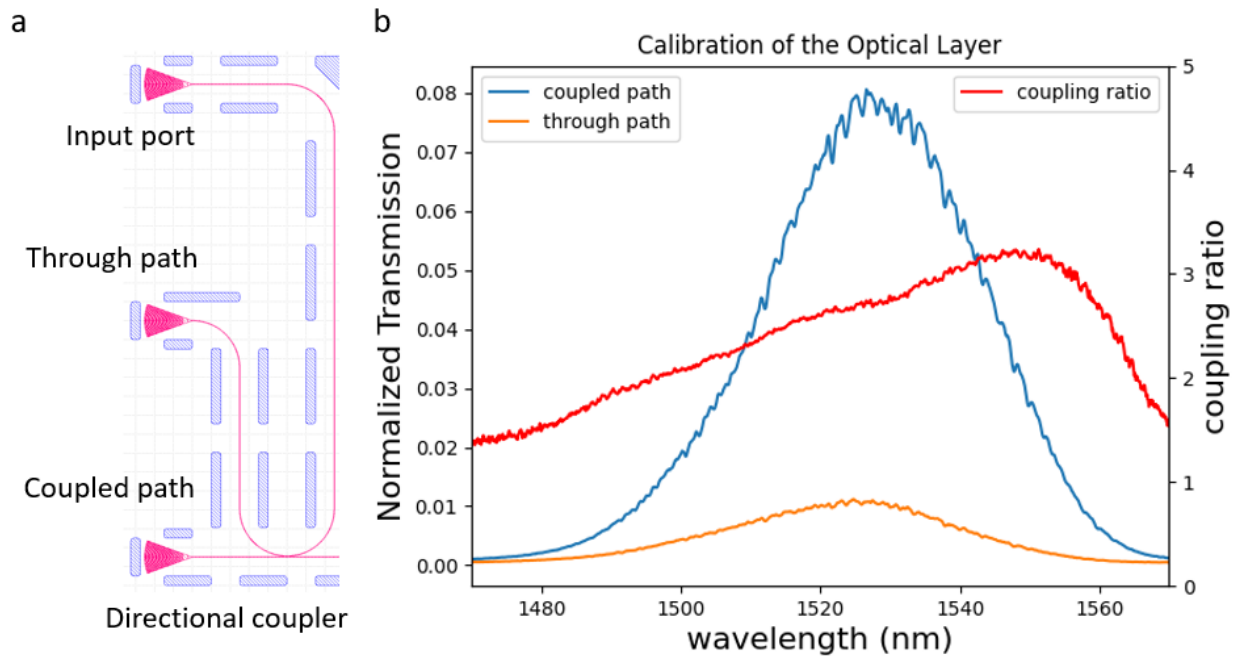 a
Input port
Through path
Coupled path
Directional coupler
b
Calibration of the Optical Layer
coupled path
through path
coupling ratio
Normalized Transmission
0.08
0.07
0.06
0.05
0.04
0.03
0.02
0.01
0.00
5
4
3
2
1
0
coupling ratio
1480 1500 1520 1540 1560
wavelength (nm)